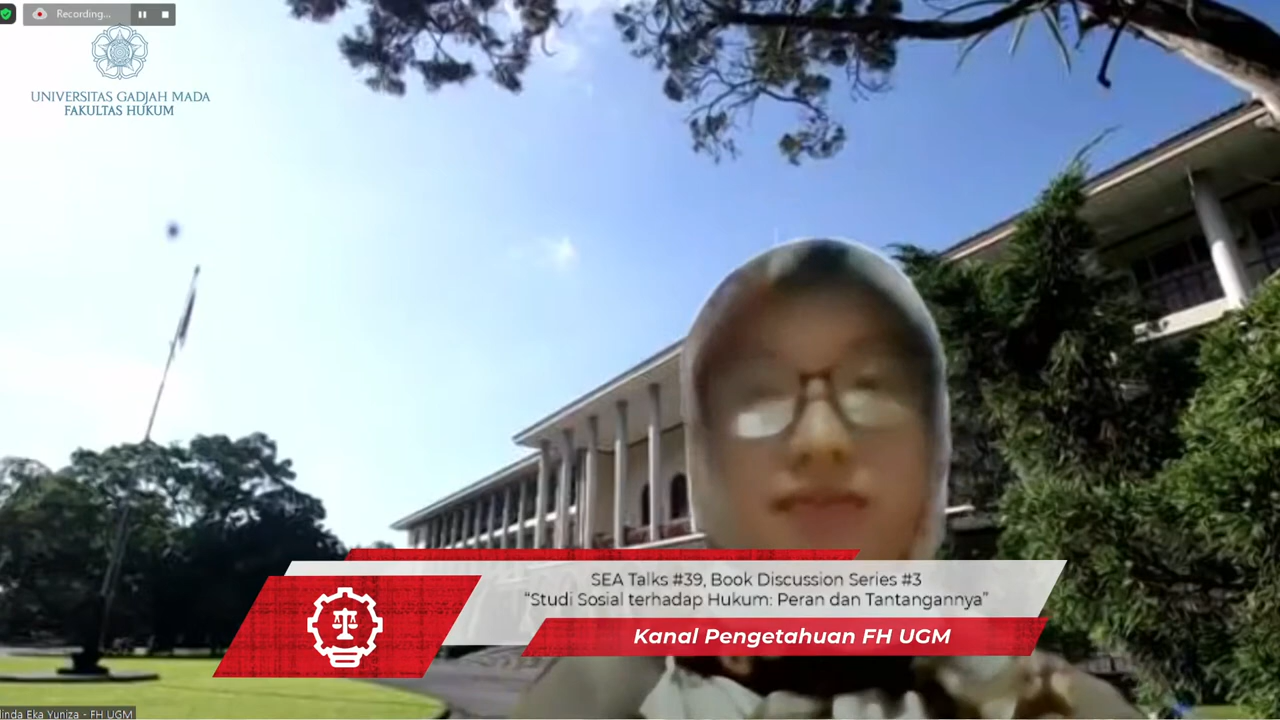 Recording...
UNIVERSITAS GADJAH MADA
FAKULTAS HUKUM
SEA Talks #39, Book Discussion Series #3
“Studi Sosial terhadap Hukum: Peran dan Tantangannya”
Kanal Pengetahuan FH UGM
Eka Yuniza - FH UGM